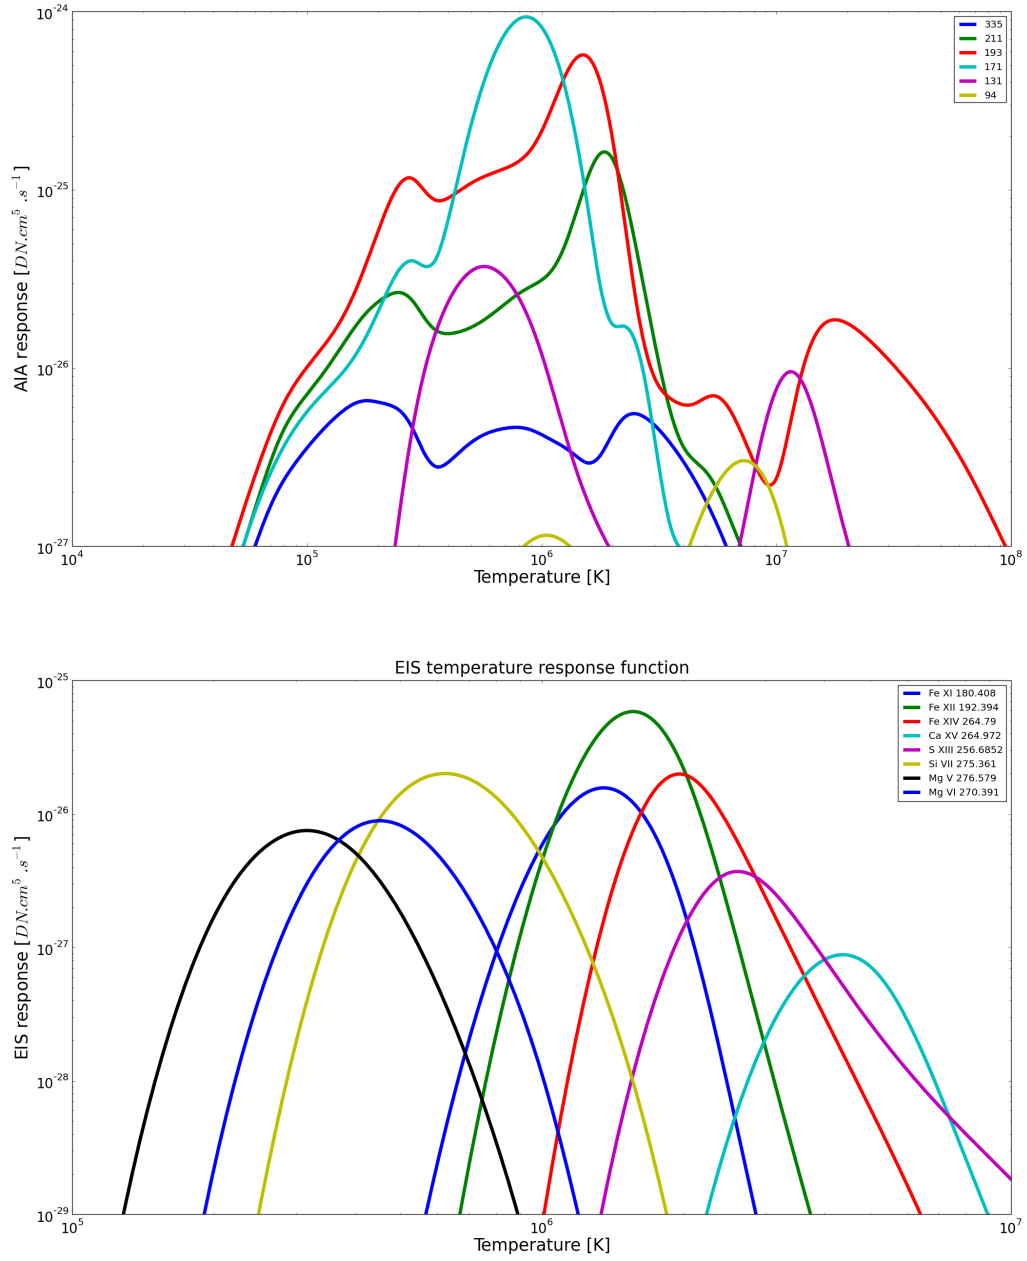 10^-24
10^-25
10^-26
10^-27
AIA response [DN.cm^5 .s^-1]
335
211
193
171
131
94
10^4
10^5
10^6
10^7
10^8
Temperature [K]
EIS temperature response function
10^-25
10^-26
10^-27
10^-28
10^-29
EIS response [DN.cm^5 .s^-1]
Fe XI 180.408
Fe XII 192.394
Fe XIV 264.79
Ca XV 264.972
S XIII 256.6852
Si VII 275.361
Mg V 276.579
Mg VI 270.391
10^5
10^6
10^7
Temperature [K]